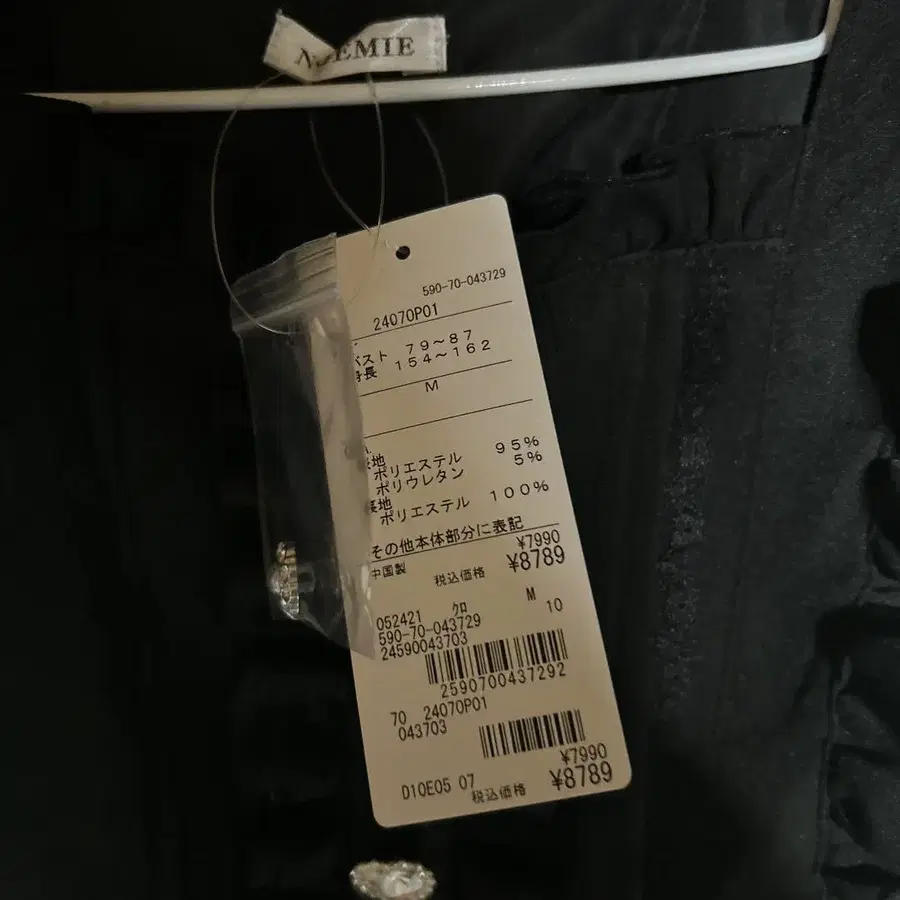 NOEMIE
590-70-043729
24070P01
バスト 79～87
身長 154～162
M
表地
ポリエステル 95%
ポリウレタン 5%
裏地
ポリエステル 100%
その他本体部分に表記
¥7990
中国製 税込価格 ¥8789
052421 クロ M
590-70-043729 10
24590043703
2590700437292
70 24070P01
043703
¥7990
D10E05 07 税込価格 ¥8789